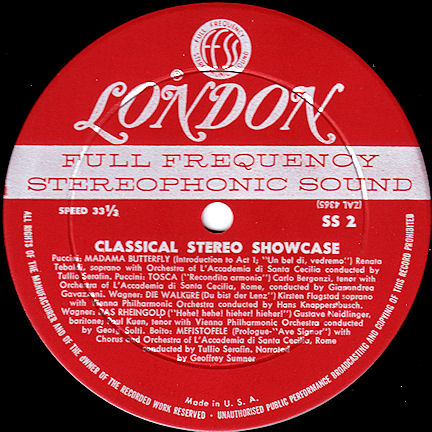 FULL FREQUENCY
FFSS
LONDON
FULL FREQUENCY
STEREOPHONIC SOUND
(ZAL 4365)
SPEED 33⅓
SS 2
CLASSICAL STEREO SHOWCASE
Puccini: MADAMA BUTTERFLY (Introduction to Act I; "Un bel di, vedremo") Renata
Tebaldi, soprano with Orchestra of L'Accademia di Santa Cecilia conducted by
Tullio Serafin. Puccini: TOSCA ("Recondita armonia") Carlo Bergonzi, tenor with
Orchestra of L'Accademia di Santa Cecilia, Rome, conducted by Gianandrea
Gavazzeni. Wagner: DIE WALKÜRE (Du bist der Lenz") Kirsten Flagstad soprano
with Vienna Philharmonic Orchestra conducted by Hans Knappertsbusch.
Wagner: DAS RHEINGOLD ("Hehe! hehe! hieher! hieher!") Gustave Neidlinger,
baritone; Paul Kuen, tenor with Vienna Philharmonic Orchestra conducted
by Georg Solti. Boito: MEFISTOFELE (Prologue-"Ave Signor") with
Chorus and Orchestra of L'Accademia di Santa Cecilia, Rome
conducted by Tullio Serafin. Narrated
by Geoffrey Sumner
Made in U. S. A.
ALL RIGHTS OF THE MANUFACTURER AND OF THE OWNER OF THE RECORDED WORK RESERVED • UNAUTHORISED PUBLIC PERFORMANCE BROADCASTING AND COPYING OF THIS RECORD PROHIBITED